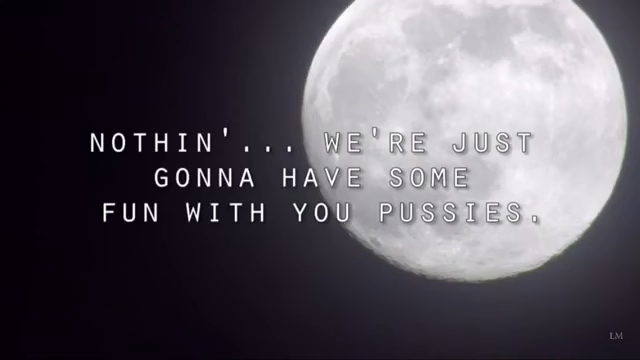 NOTHIN'... WE'RE JUST
GONNA HAVE SOME
FUN WITH YOU PUSSIES.
LM